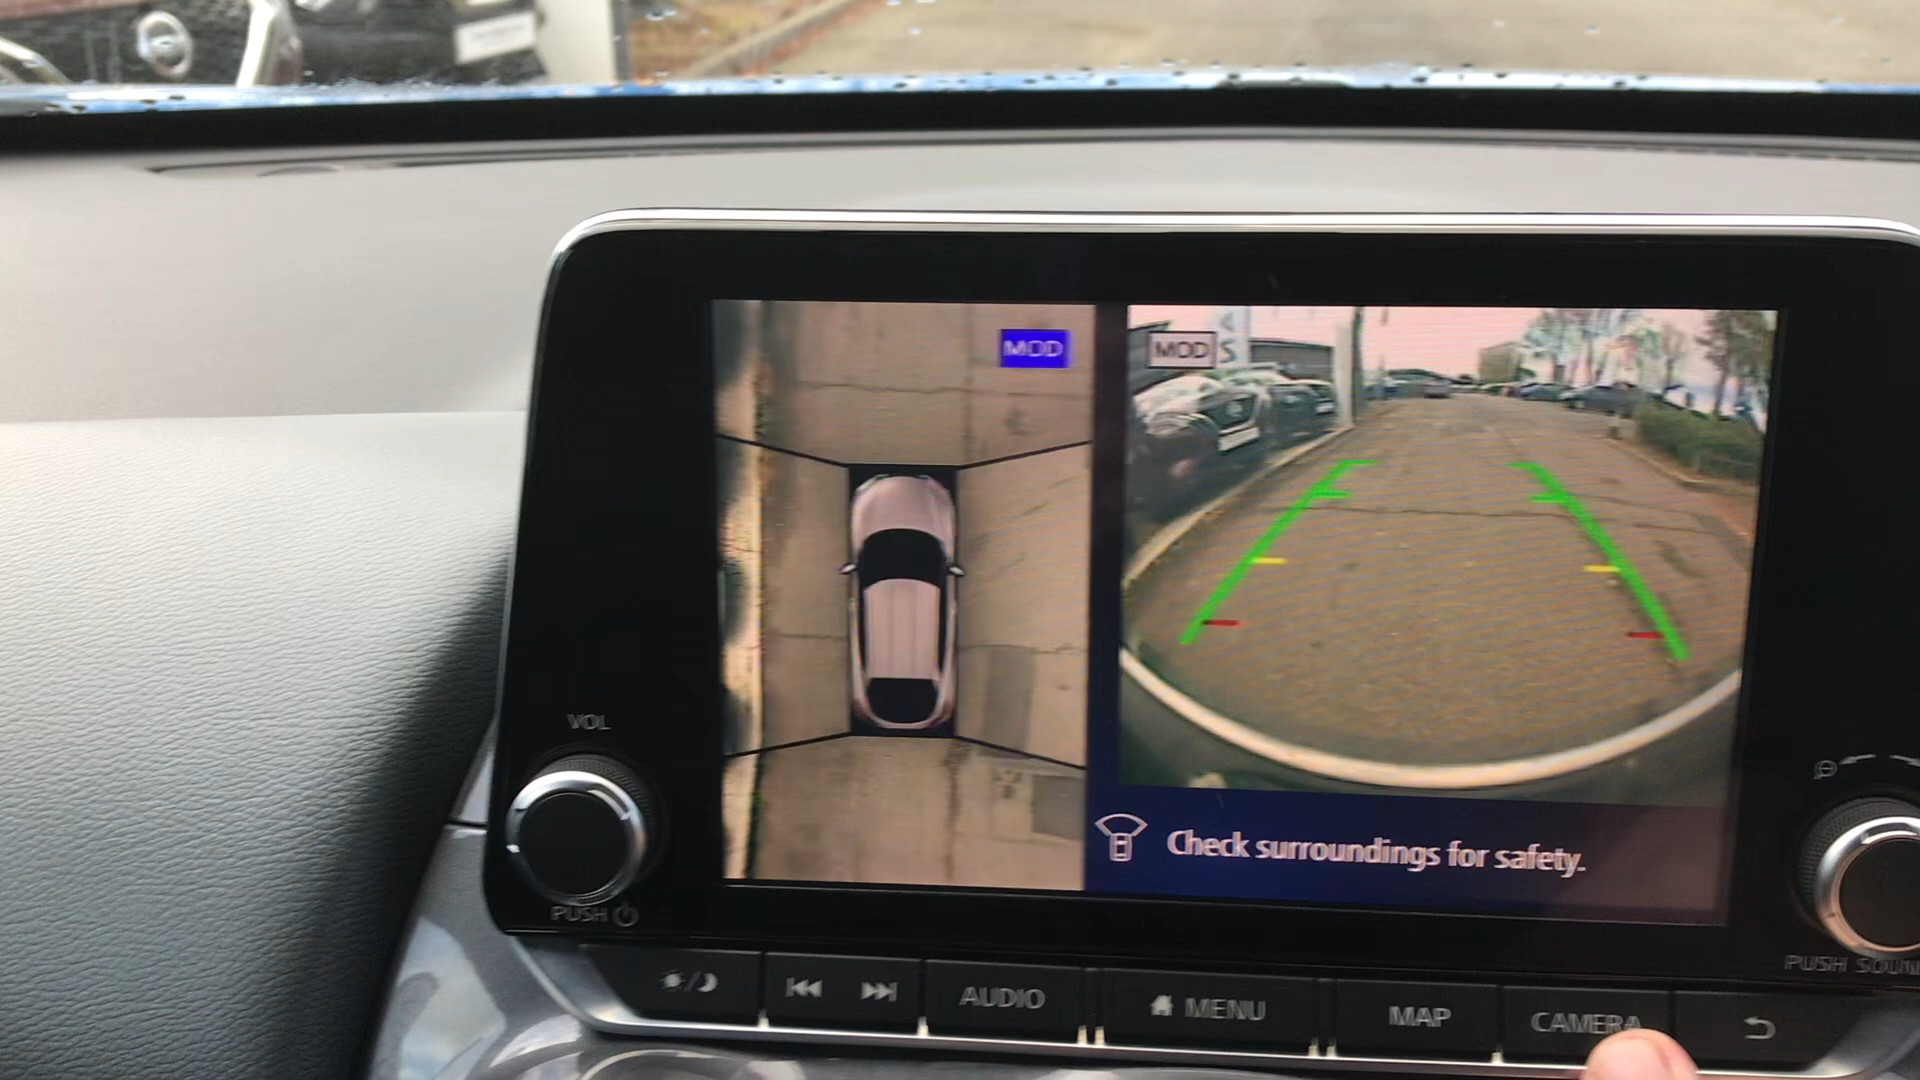 MOD
MOD
Check surroundings for safety.
VOL
PUSH
PUSH SOUN
AUDIO
MENU
MAP
CAMERA